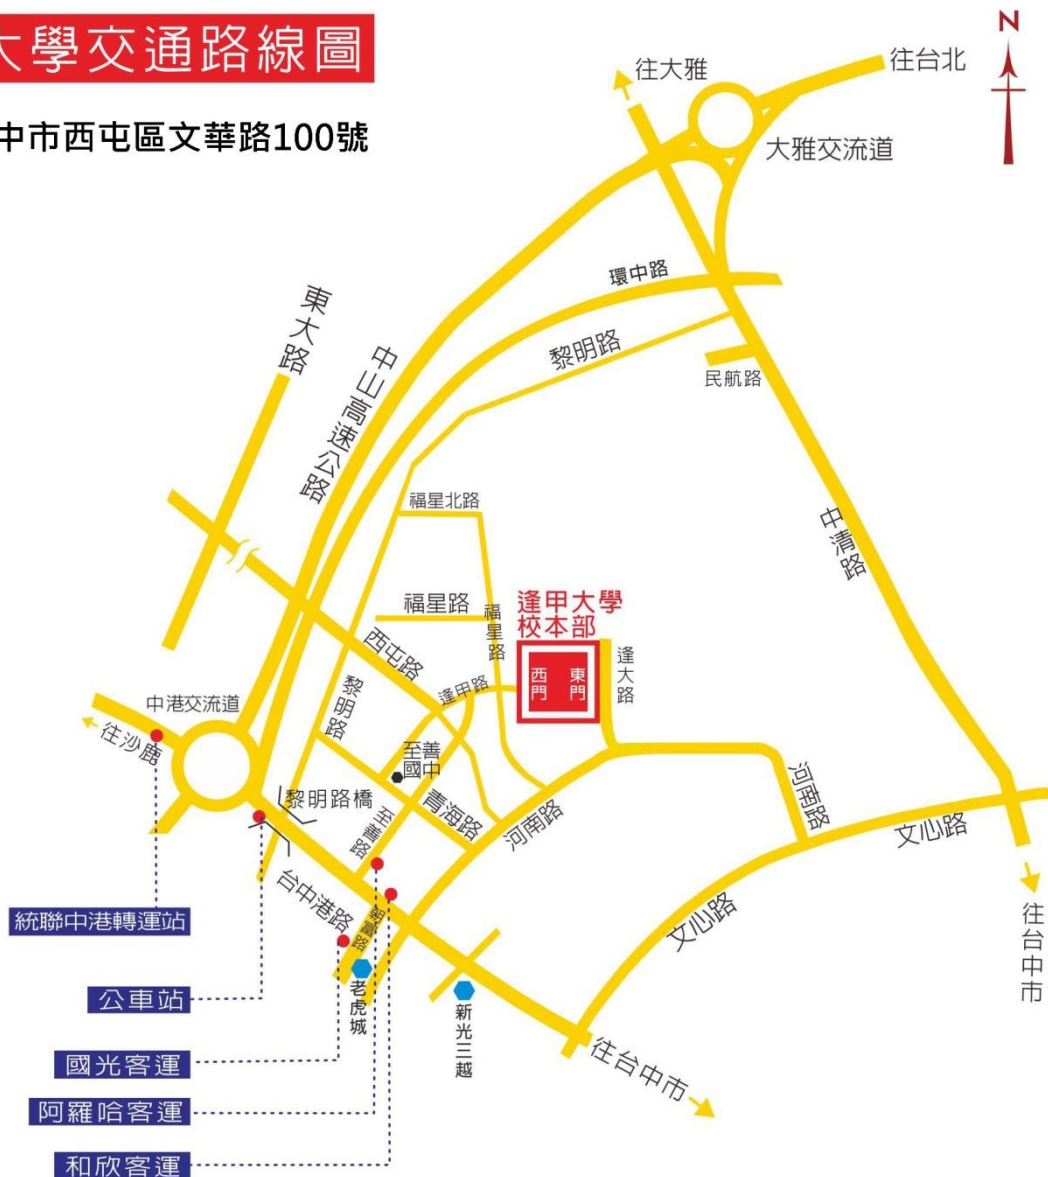 大學交通路線圖
中市西屯區文華路100號
N
往大雅
往台北
大雅交流道
環中路
黎明路
民航路
東大路
中山高速公路
中清路
福星北路
福星路
福星路
逢甲大學
校本部
西門
東門
逢大路
西屯路
逢甲路
黎明路
中港交流道
往沙鹿
至善
國中
黎明路橋
青海路
至善路
河南路
河南路
文心路
文心路
台中港路
朝富路
統聯中港轉運站
公車站
國光客運
阿羅哈客運
和欣客運
老虎城
新光三越
往台中市
往台中市